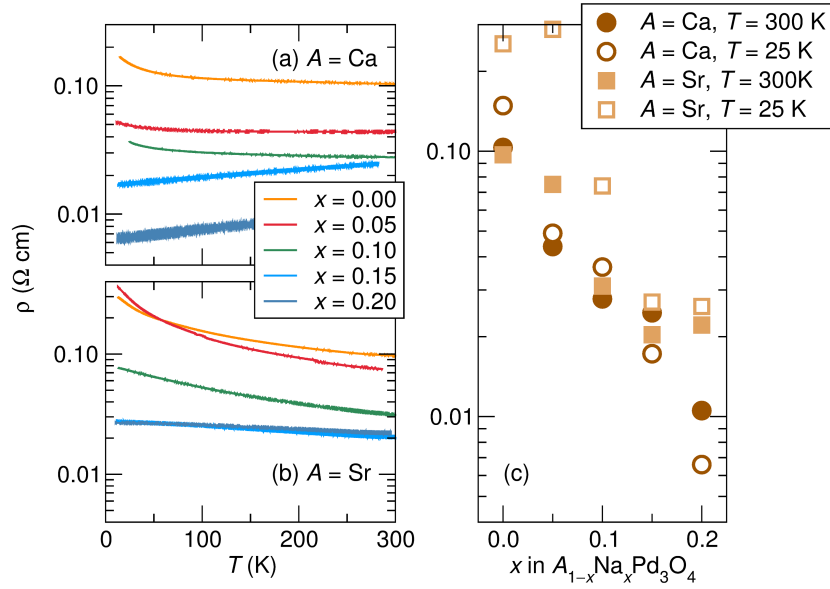 (a) A = Ca
0.10
0.01
x = 0.00
x = 0.05
x = 0.10
x = 0.15
x = 0.20
ρ (Ω cm)
0.10
0.01
(b) A = Sr
0 100 200 300
T (K)
A = Ca, T = 300 K
A = Ca, T = 25 K
A = Sr, T = 300K
A = Sr, T = 25 K
0.10
0.01
(c)
0.0 0.1 0.2
x in A₁₋ₓNaₓPd₃O₄